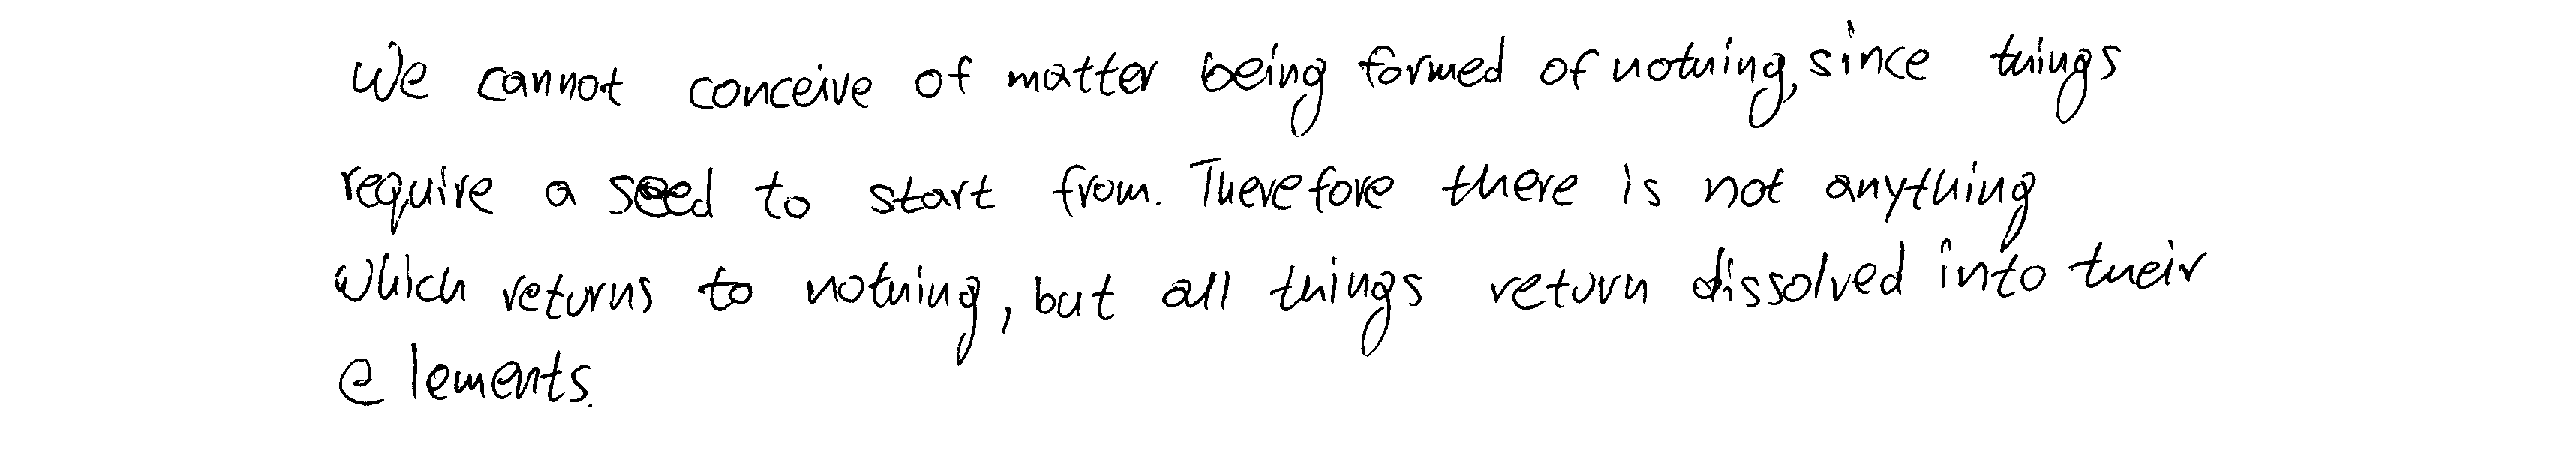 We cannot conceive of matter being formed of nothing, since things
require a seed to start from. Therefore there is not anything
which returns to nothing, but all things return dissolved into their
elements.